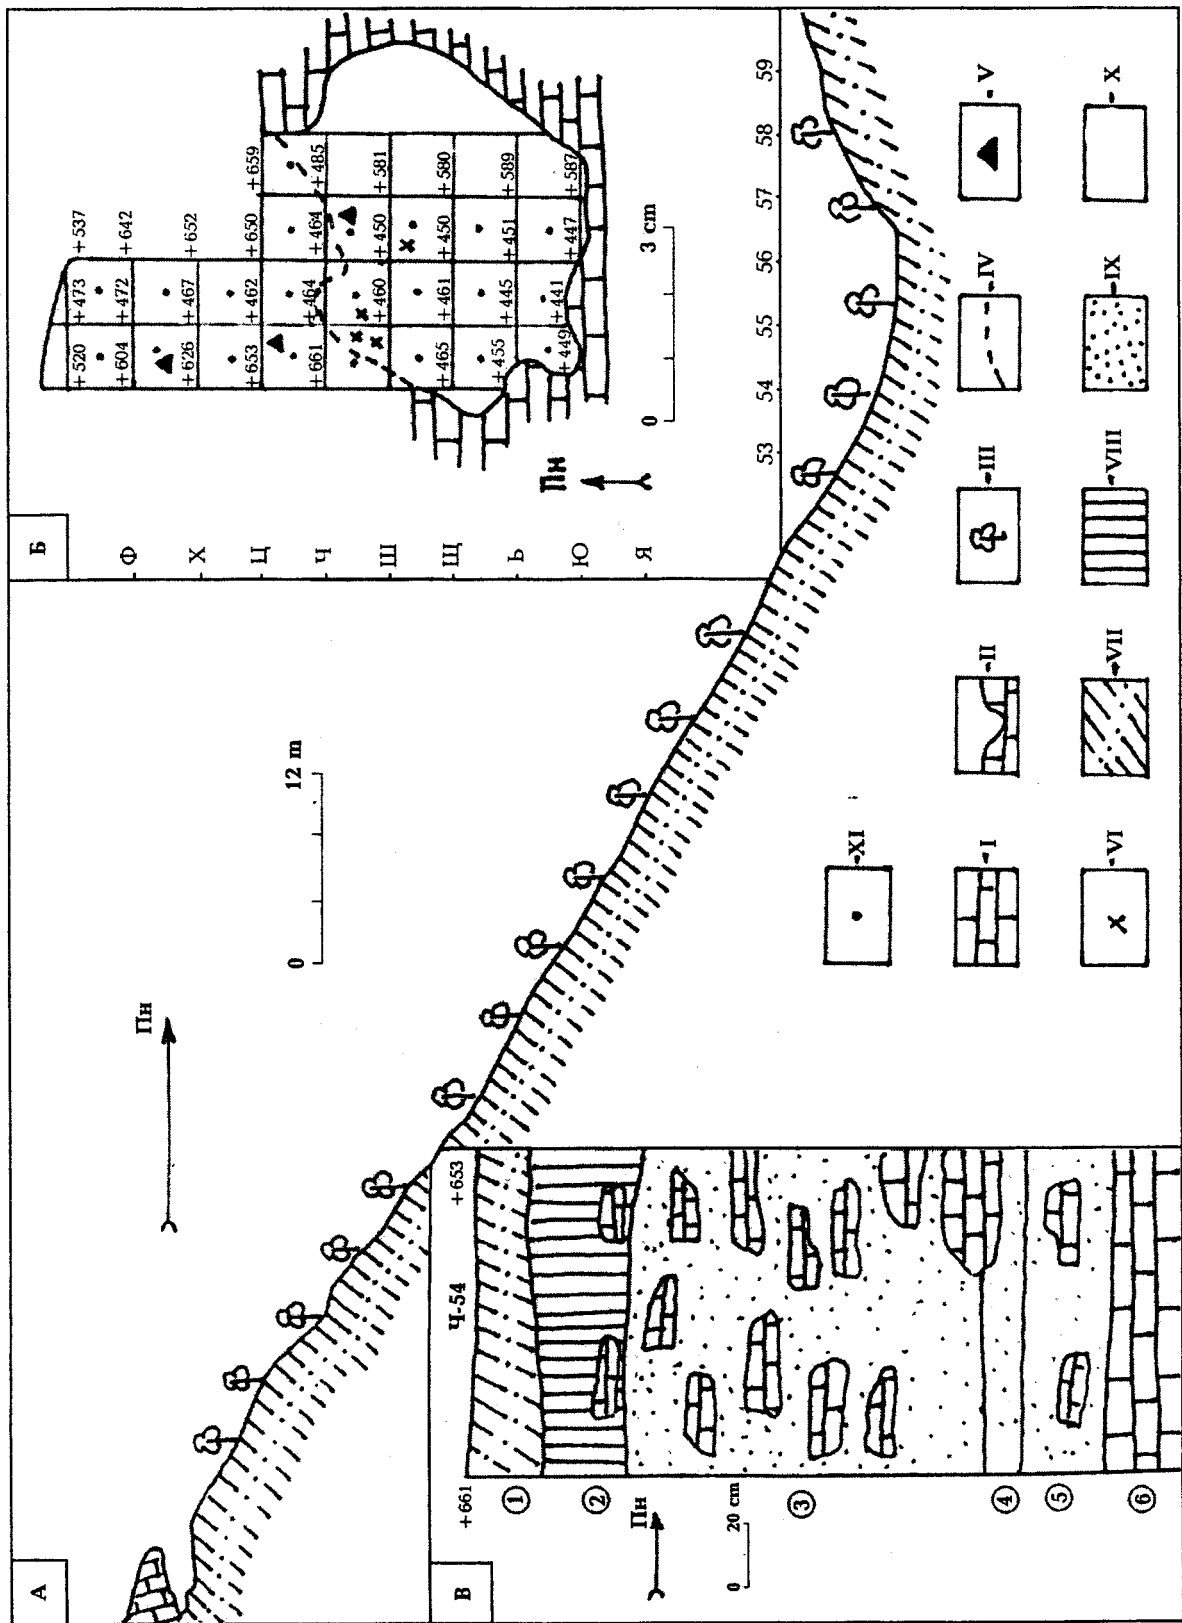 А
Пн
0 12 m
Б
Ф
Х
Ц
Ч
Ш
Щ
Ь
Ю
Я
+520 +473 +537
+604 +472 +642
+626 +467 +652
+653 +462 +650 +659
+661 +464 +464 +485
+460 +450 +581
+465 +461 +450 +580
+455 +445 +451 +589
+449 +441 +447 +587
Пн
0 3 cm
53 54 55 56 57 58 59
В
+661 Ч-54 +653
①
②
Пн
0 20 cm
③
④
⑤
⑥
-XI
-I -II -III -IV -V
-VI -VII -VIII -IX -X